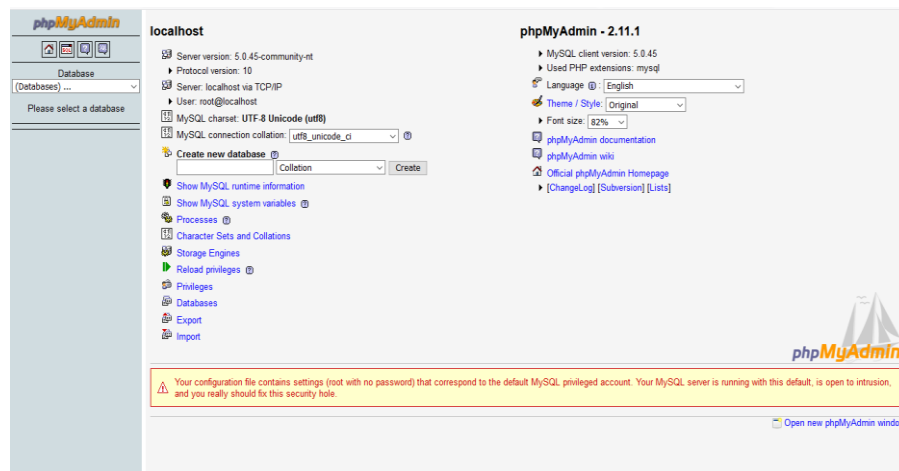 phpMyAdmin
SQL
Database
(Databases) ...
Please select a database
localhost
Server version: 5.0.45-community-nt
Protocol version: 10
Server: localhost via TCP/IP
User: root@localhost
MySQL charset: UTF-8 Unicode (utf8)
MySQL connection collation: utf8_unicode_ci
Create new database
Collation Create
Show MySQL runtime information
Show MySQL system variables
Processes
Character Sets and Collations
Storage Engines
Reload privileges
Privileges
Databases
Export
Import
phpMyAdmin - 2.11.1
MySQL client version: 5.0.45
Used PHP extensions: mysql
Language : English
Theme / Style: Original
Font size: 82%
phpMyAdmin documentation
phpMyAdmin wiki
Official phpMyAdmin Homepage
[ChangeLog] [Subversion] [Lists]
phpMyAdmin
Your configuration file contains settings (root with no password) that correspond to the default MySQL privileged account. Your MySQL server is running with this default, is open to intrusion,
and you really should fix this security hole.
Open new phpMyAdmin windo